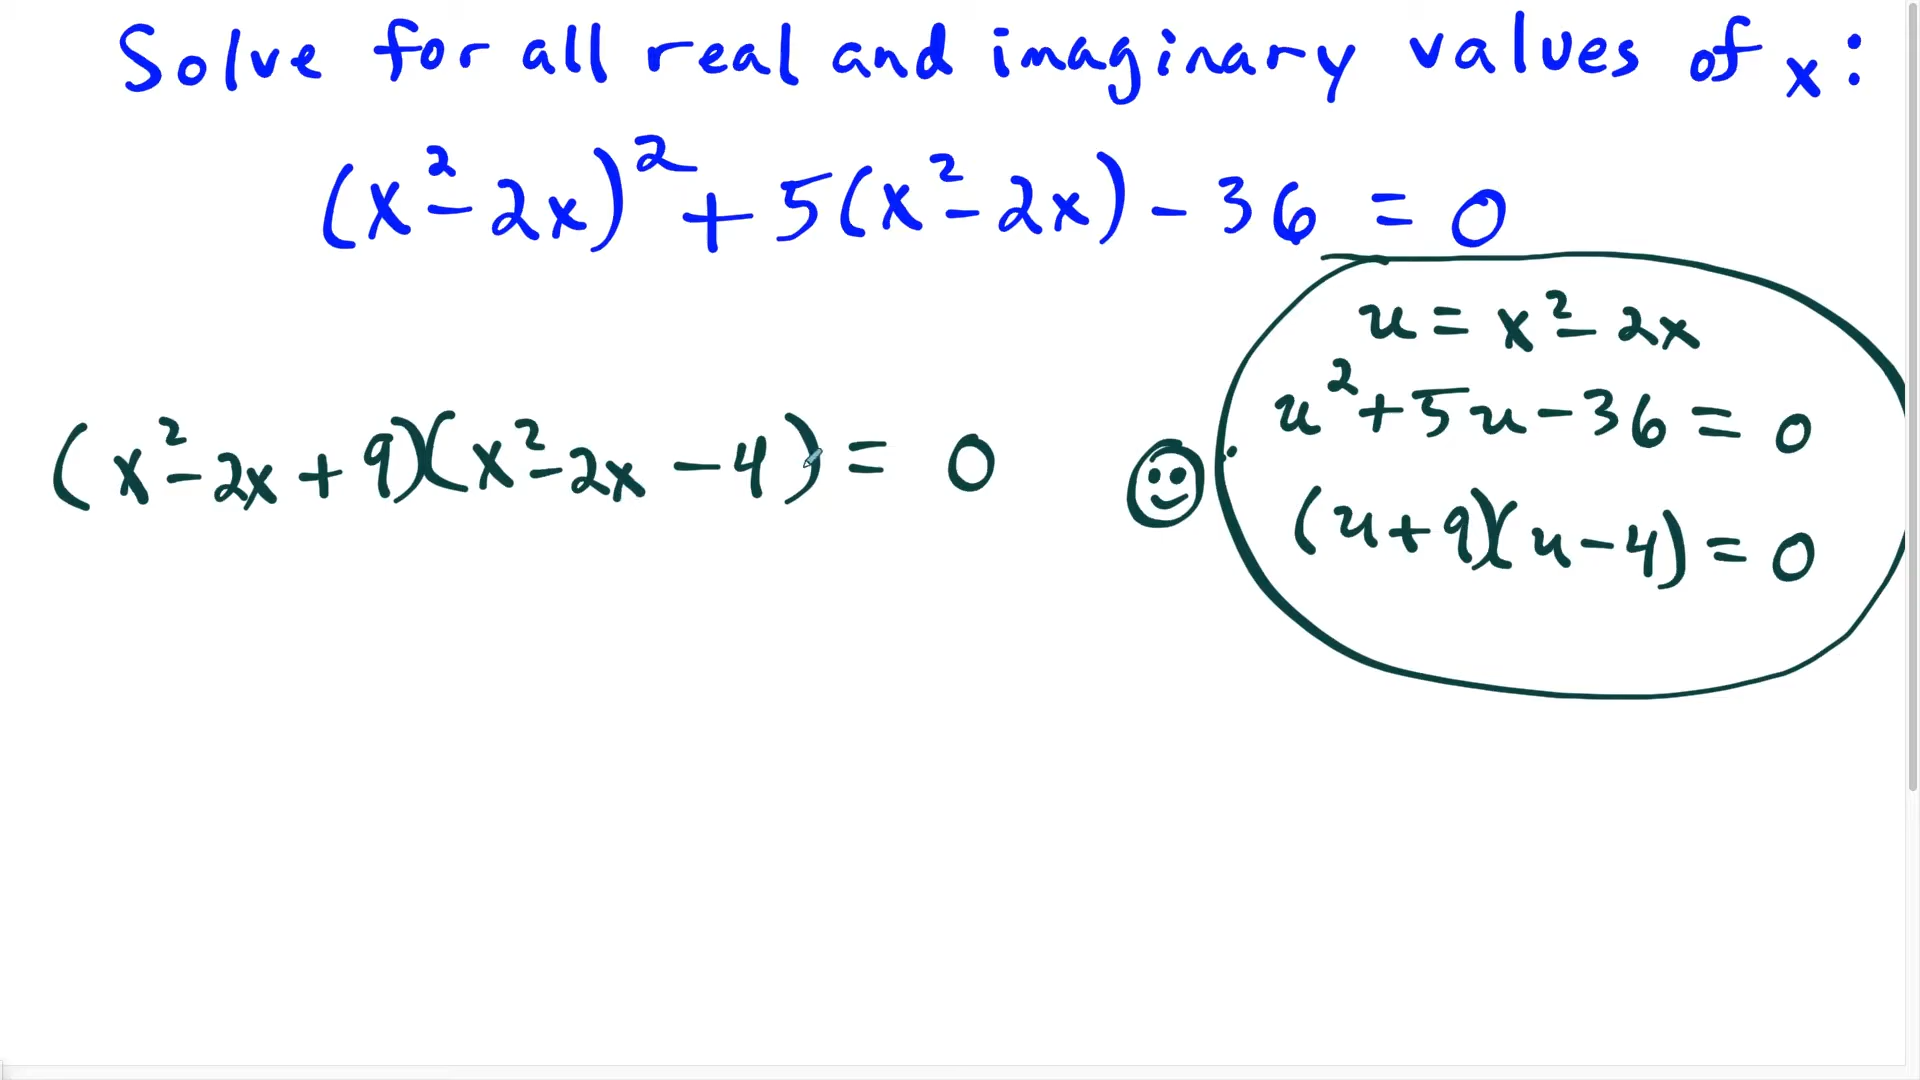 Solve for all real and imaginary values of x:
(x²-2x)² + 5(x²-2x) - 36 = 0
u = x² - 2x
u² + 5u - 36 = 0
(x²-2x+9)(x²-2x-4) = 0
(u+9)(u-4) = 0